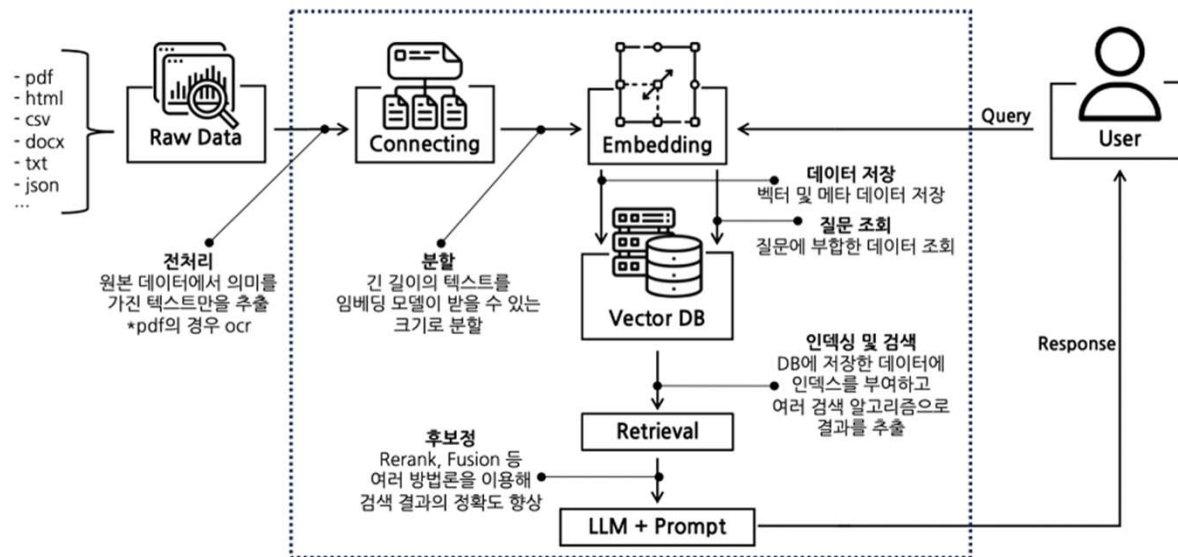 - pdf
- html
- csv
- docx
- txt
- json
...
Raw Data
Connecting
Embedding
Query
User
전처리
원본 데이터에서 의미를
가진 텍스트만을 추출
*pdf의 경우 ocr
분할
긴 길이의 텍스트를
임베딩 모델이 받을 수 있는
크기로 분할
데이터 저장
벡터 및 메타 데이터 저장
질문 조회
질문에 부합한 데이터 조회
Vector DB
인덱싱 및 검색
DB에 저장한 데이터에
인덱스를 부여하고
여러 검색 알고리즘으로
결과를 추출
Response
Retrieval
후보정
Rerank, Fusion 등
여러 방법론을 이용해
검색 결과의 정확도 향상
LLM + Prompt